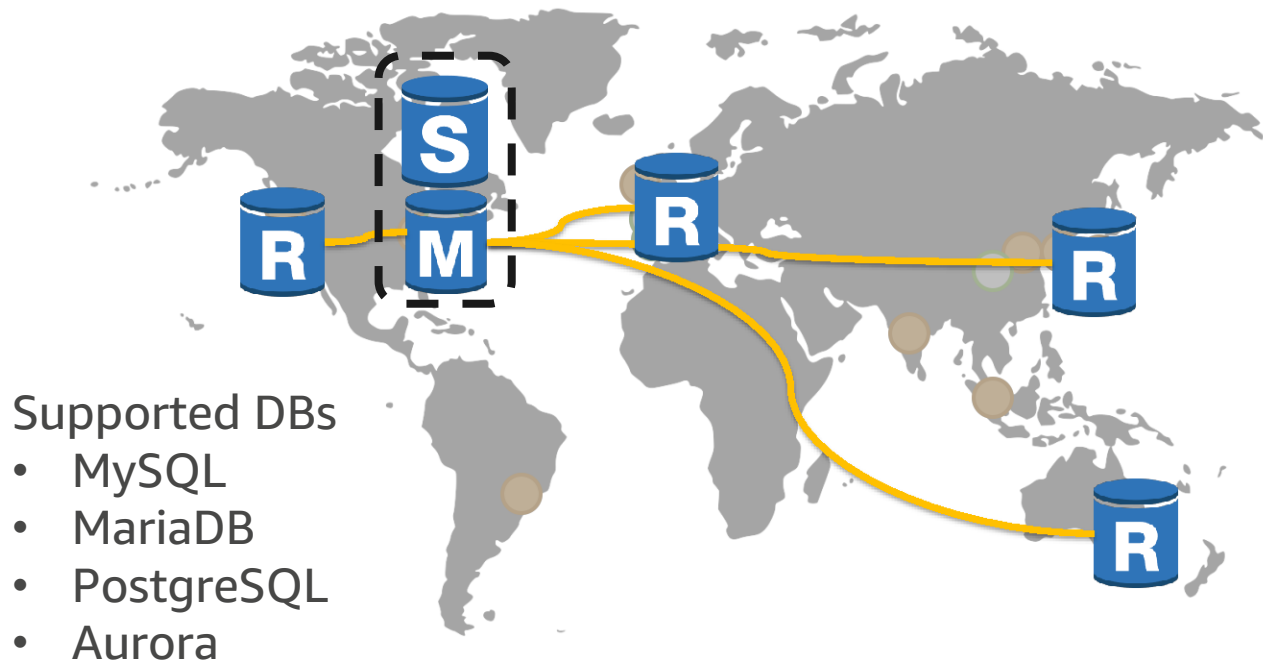 S
R
M
R
R
R
Supported DBs
• MySQL
• MariaDB
• PostgreSQL
• Aurora